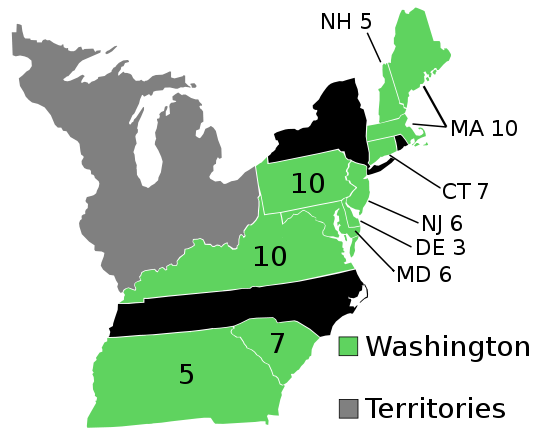 NH 5
MA 10
10
CT 7
NJ 6
DE 3
10
MD 6
7
Washington
5
Territories